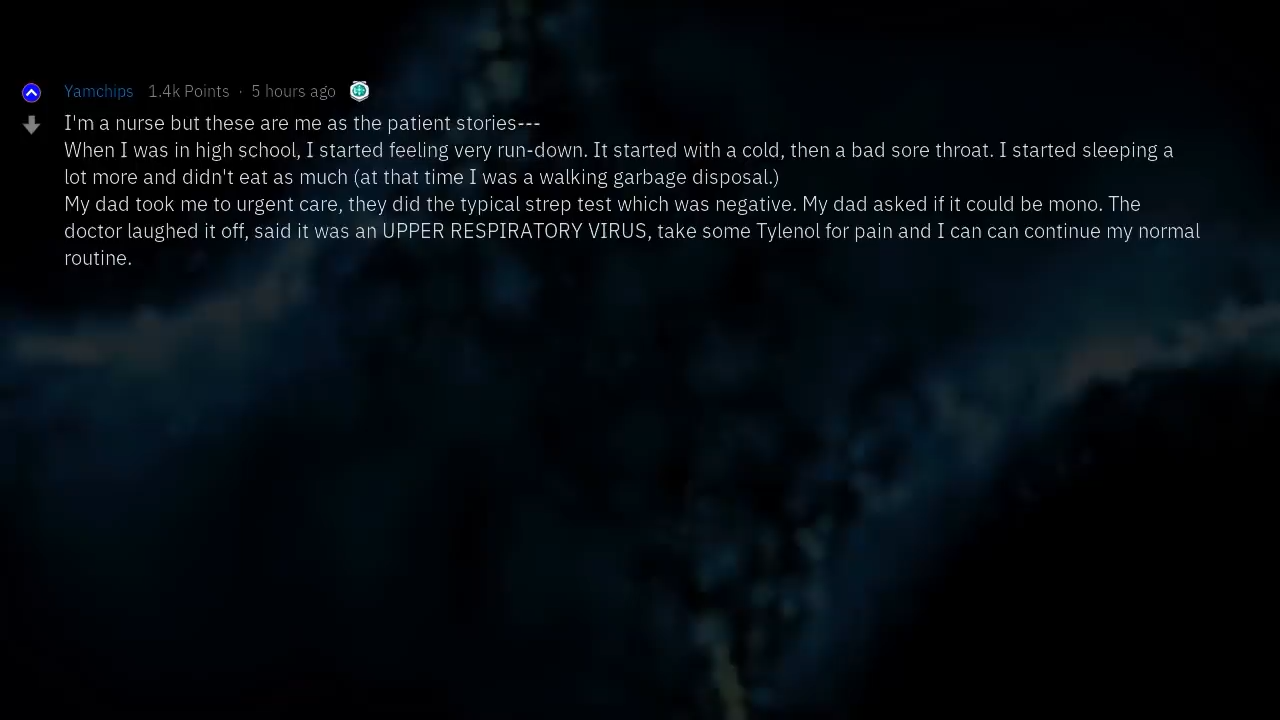 Yamchips 1.4k Points · 5 hours ago
I'm a nurse but these are me as the patient stories---
When I was in high school, I started feeling very run-down. It started with a cold, then a bad sore throat. I started sleeping a
lot more and didn't eat as much (at that time I was a walking garbage disposal.)
My dad took me to urgent care, they did the typical strep test which was negative. My dad asked if it could be mono. The
doctor laughed it off, said it was an UPPER RESPIRATORY VIRUS, take some Tylenol for pain and I can can continue my normal
routine.